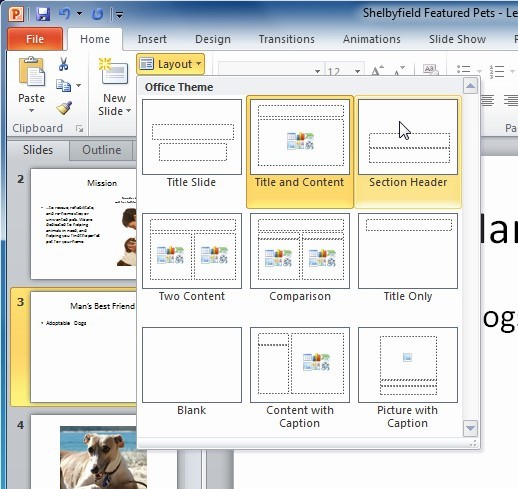 Shelbyfield Featured Pets - Le
File
Home
Insert
Design
Transitions
Animations
Slide Show
Paste
Clipboard
New
Slide
Layout
12
Pa
Office Theme
Title Slide
Title and Content
Section Header
Two Content
Comparison
Title Only
Blank
Content with
Caption
Picture with
Caption
Slides
Outline
2
Mission
3
Man's Best Friend
• Adoptable Dogs
4
lar
ogs